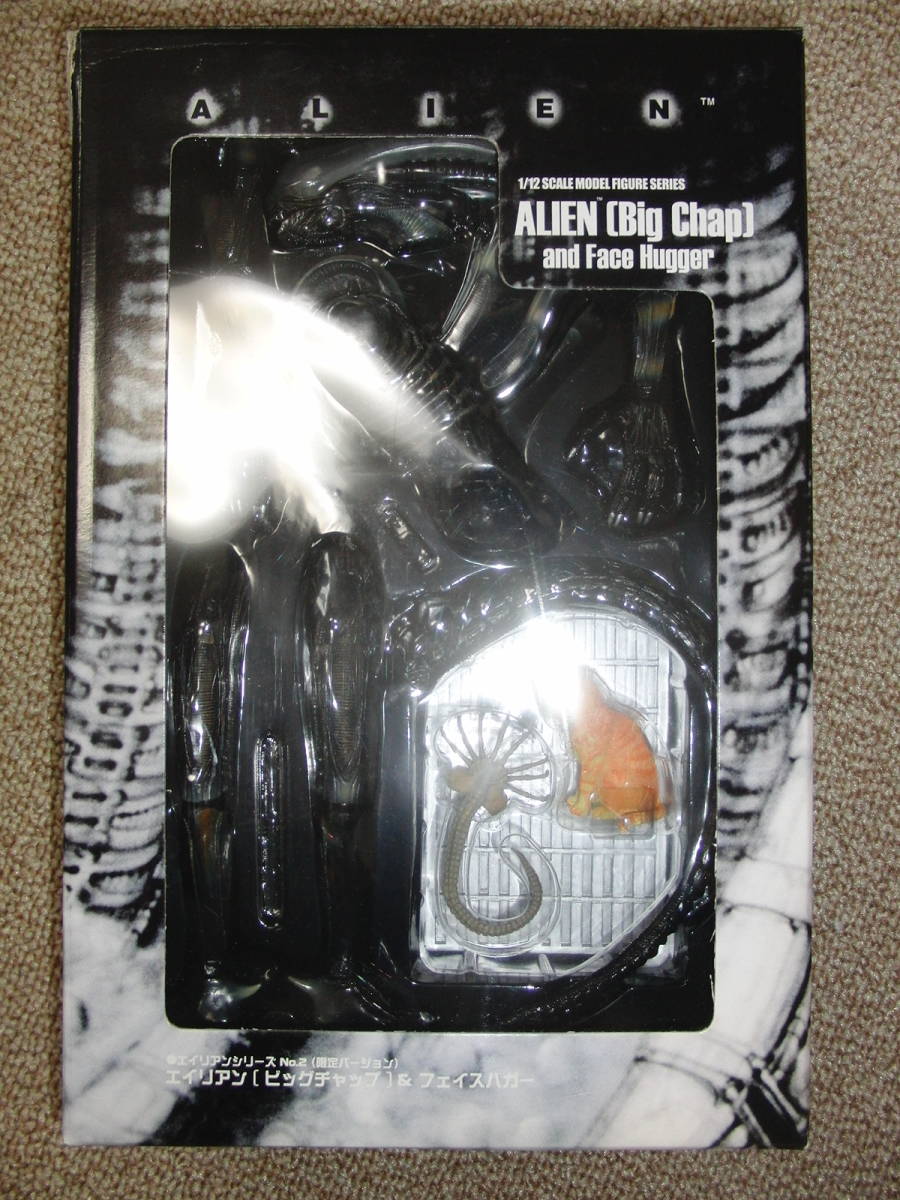 A L I E N ™
1/12 SCALE MODEL FIGURE SERIES
ALIEN™ (Big Chap)
and Face Hugger
●エイリアンシリーズ No.2 (限定バージョン)
エイリアン [ ビッグチャップ ] & フェイスハガー